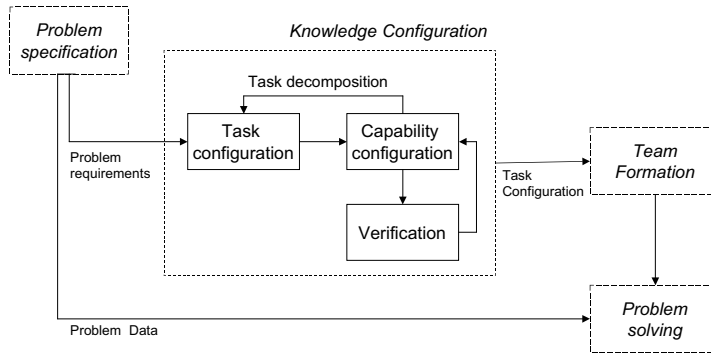 Problem
specification
Knowledge Configuration
Task decomposition
Task
configuration
Capability
configuration
Problem
requirements
Verification
Task
Configuration
Team
Formation
Problem Data
Problem
solving